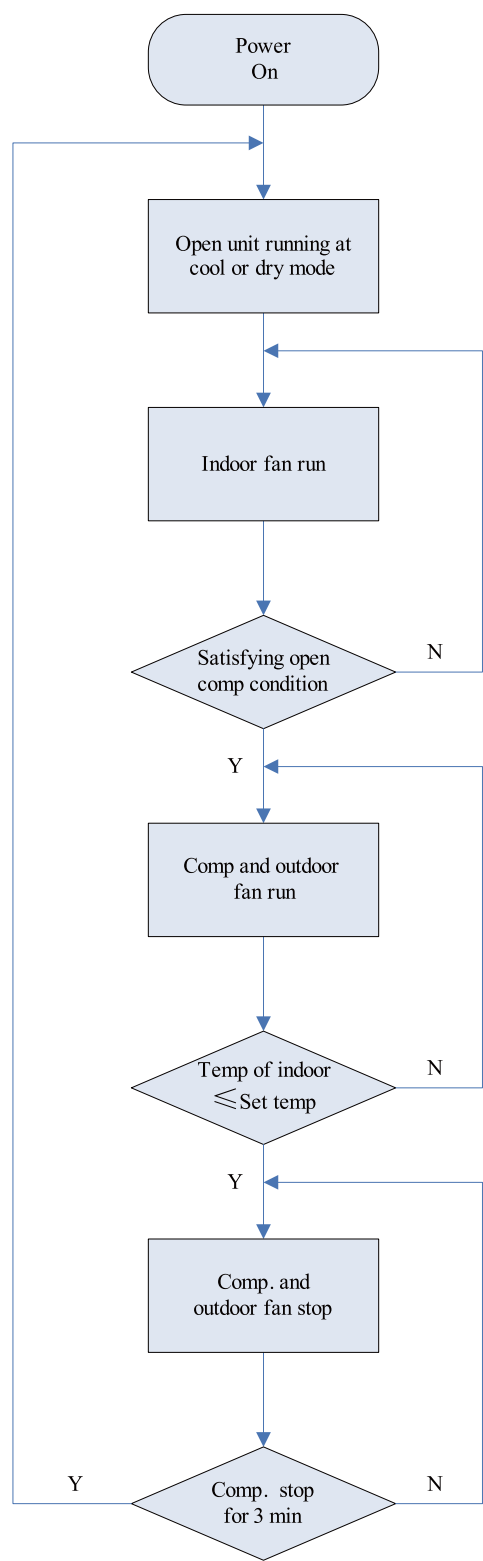 Power
On
Open unit running at
cool or dry mode
Indoor fan run
Satisfying open
comp condition
N
Y
Comp and outdoor
fan run
Temp of indoor
≤Set temp
N
Y
Comp. and
outdoor fan stop
Comp. stop
for 3 min
Y
N